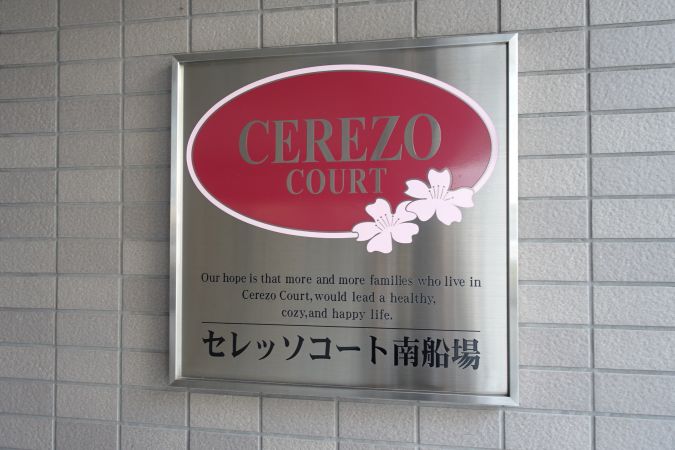 CEREZO
COURT
Our hope is that more and more families who live in
Cerezo Court, would lead a healthy,
cozy,and happy life.
セレッソコート南船場